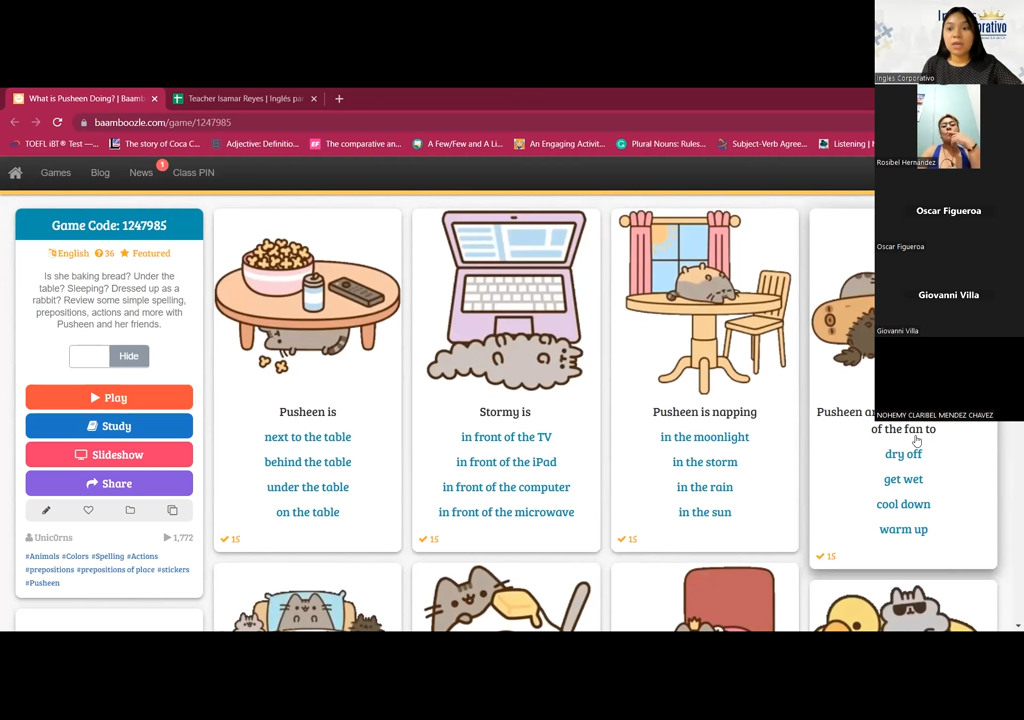 What is Pusheen Doing? | Baamb
Teacher Isamar Reyes | Inglés pa
baamboozle.com/game/1247985
TOEFL iBT® Test —...
The story of Coca C...
Adjective: Definitio...
The comparative an...
A Few/Few and A Li...
An Engaging Activit...
Plural Nouns: Rules...
Subject-Verb Agree...
Listening |
Games
Blog
News
1
Class PIN
Game Code: 1247985
English
36
Featured
Is she baking bread? Under the
table? Sleeping? Dressed up as a
rabbit? Review some simple spelling,
prepositions, actions and more with
Pusheen and her friends.
Hide
Play
Study
Slideshow
Share
Unic0rns
1,772
#Animals #Colors #Spelling #Actions
#prepositions #prepositions of place #stickers
#Pusheen
Pusheen is
next to the table
behind the table
under the table
on the table
15
Stormy is
in front of the TV
in front of the iPad
in front of the computer
in front of the microwave
15
Pusheen is napping
in the moonlight
in the storm
in the rain
in the sun
15
Pusheen
of the fan to
dry off
get wet
cool down
warm up
15
Inglés Corporativo
Rosibel Hernández
Oscar Figueroa
Oscar Figueroa
Giovanni Villa
Giovanni Villa
NOHEMY CLARIBEL MENDEZ CHAVEZ